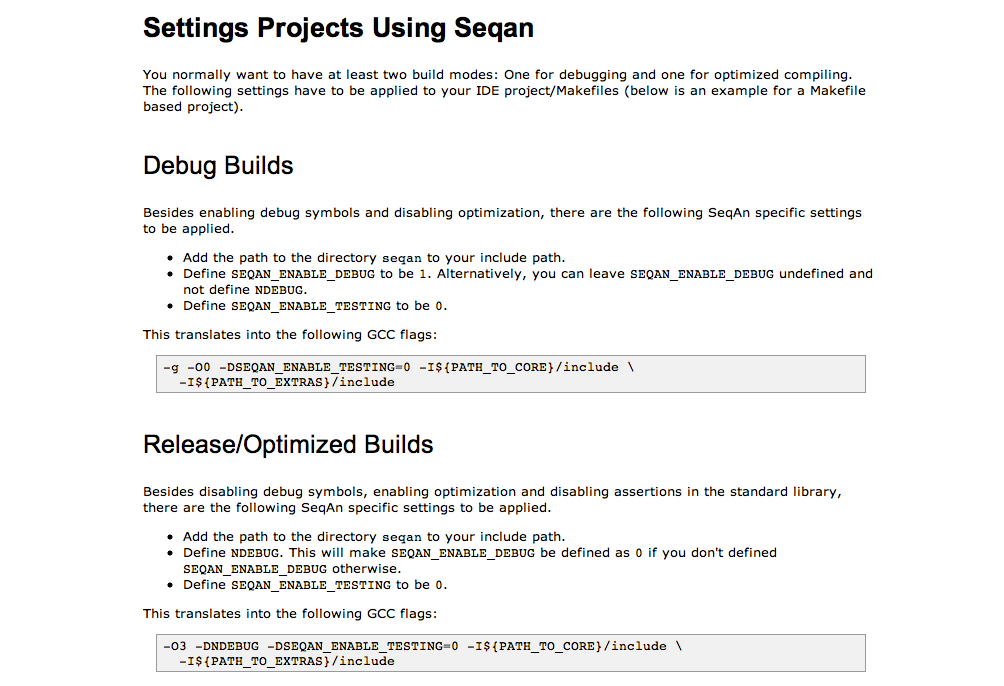 Settings Projects Using Seqan
You normally want to have at least two build modes: One for debugging and one for optimized compiling.
The following settings have to be applied to your IDE project/Makefiles (below is an example for a Makefile
based project).
Debug Builds
Besides enabling debug symbols and disabling optimization, there are the following SeqAn specific settings
to be applied.
• Add the path to the directory seqan to your include path.
• Define SEQAN_ENABLE_DEBUG to be 1. Alternatively, you can leave SEQAN_ENABLE_DEBUG undefined and
not define NDEBUG.
• Define SEQAN_ENABLE_TESTING to be 0.
This translates into the following GCC flags:
-g -O0 -DSEQAN_ENABLE_TESTING=0 -I${PATH_TO_CORE}/include \
-I${PATH_TO_EXTRAS}/include
Release/Optimized Builds
Besides disabling debug symbols, enabling optimization and disabling assertions in the standard library,
there are the following SeqAn specific settings to be applied.
• Add the path to the directory seqan to your include path.
• Define NDEBUG. This will make SEQAN_ENABLE_DEBUG be defined as 0 if you don't defined
SEQAN_ENABLE_DEBUG otherwise.
• Define SEQAN_ENABLE_TESTING to be 0.
This translates into the following GCC flags:
-O3 -DNDEBUG -DSEQAN_ENABLE_TESTING=0 -I${PATH_TO_CORE}/include \
-I${PATH_TO_EXTRAS}/include